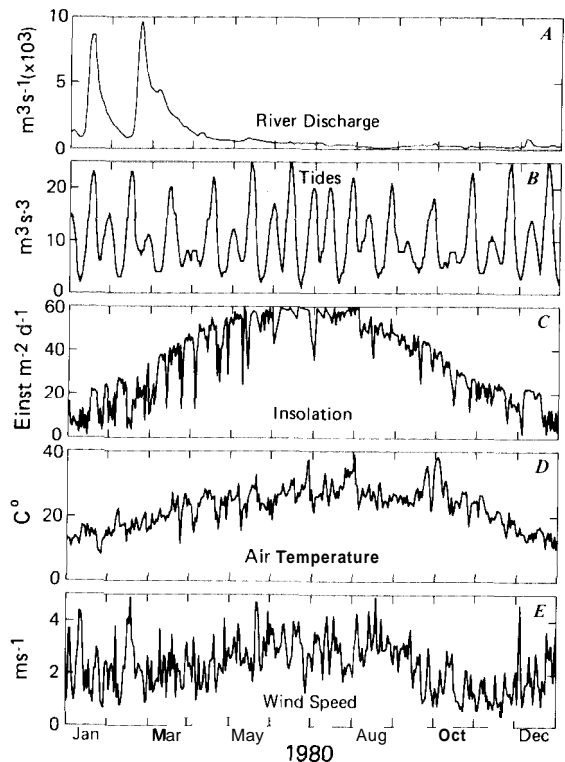 10
A
5
m³s-¹(x10³)
River Discharge
0
Tides
B
20
m³s-3
10
0
60
C
40
Einst m-² d-¹
20
Insolation
0
40
D
C°
20
Air Temperature
0
E
4
ms-¹
2
Wind Speed
0
Jan Mar May Aug Oct Dec
1980